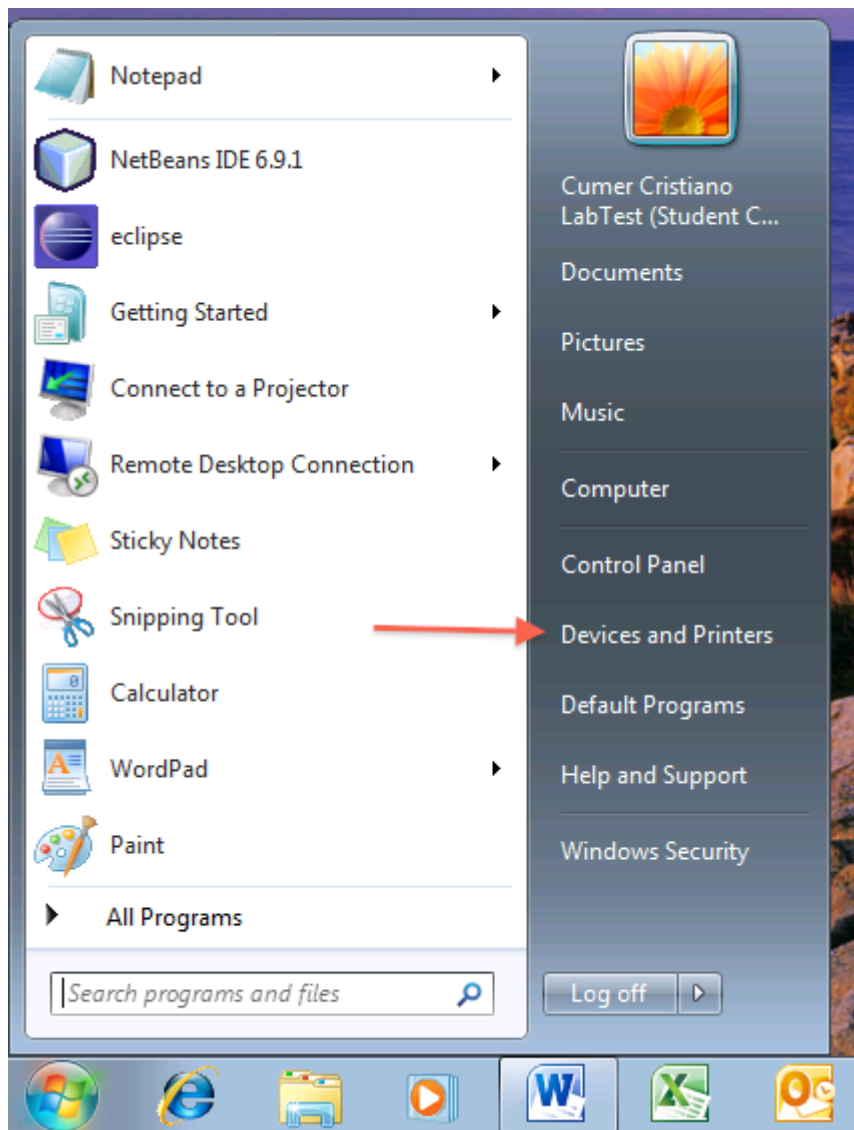 Notepad
NetBeans IDE 6.9.1
eclipse
Getting Started
Connect to a Projector
Remote Desktop Connection
Sticky Notes
Snipping Tool
Calculator
WordPad
Paint
All Programs
Search programs and files
Cumer Cristiano
LabTest (Student C...
Documents
Pictures
Music
Computer
Control Panel
Devices and Printers
Default Programs
Help and Support
Windows Security
Log off